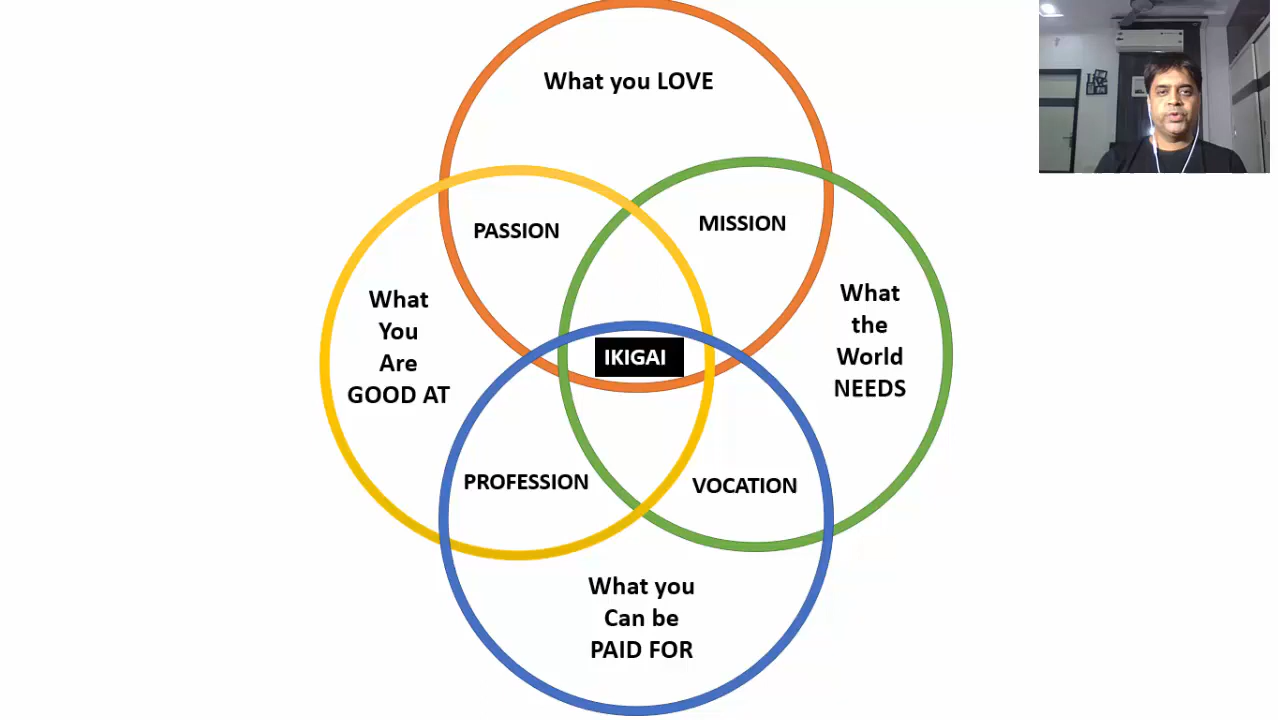 What you LOVE
PASSION
MISSION
What
You
Are
GOOD AT
What
the
World
NEEDS
IKIGAI
PROFESSION
VOCATION
What you
Can be
PAID FOR